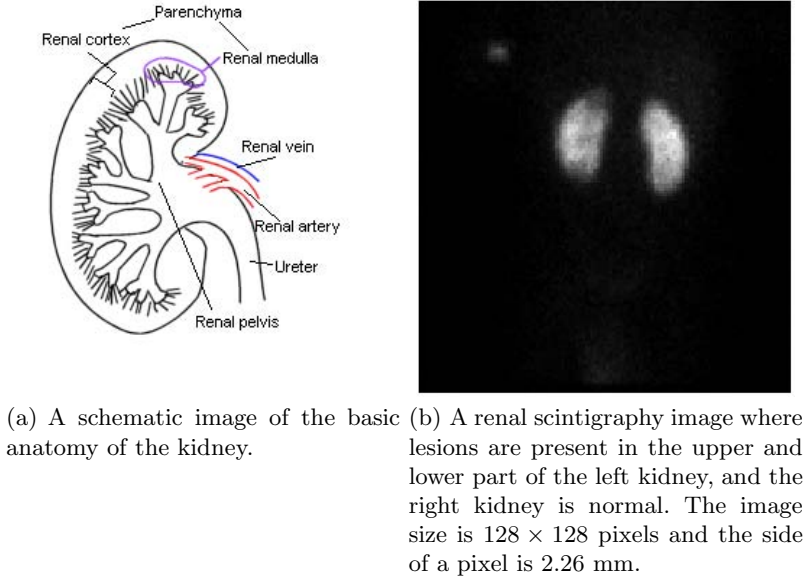 Parenchyma
Renal cortex
Renal medulla
Renal vein
Renal artery
Ureter
Renal pelvis
(a) A schematic image of the basic
anatomy of the kidney.
(b) A renal scintigraphy image where
lesions are present in the upper and
lower part of the left kidney, and the
right kidney is normal. The image
size is 128 × 128 pixels and the side
of a pixel is 2.26 mm.